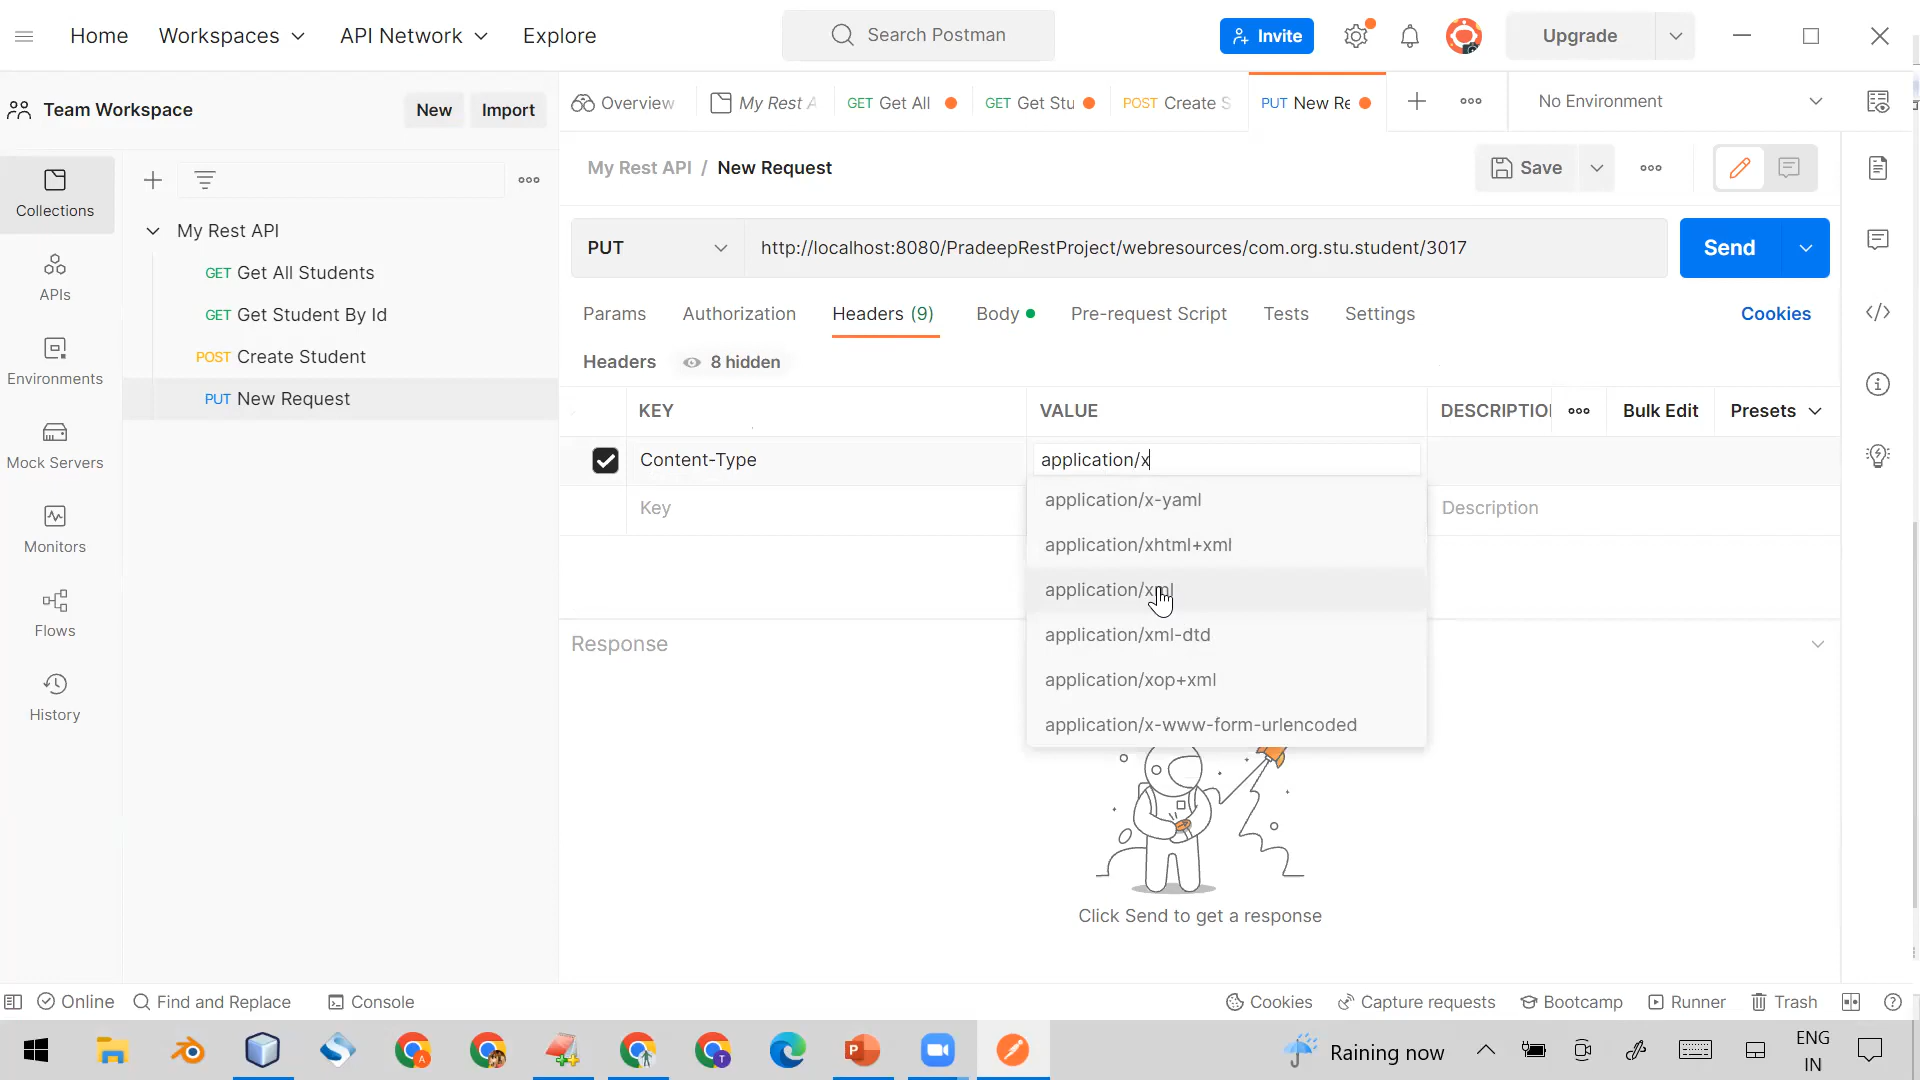 Home Workspaces API Network Explore Search Postman Invite Upgrade
Team Workspace New Import
Overview My Rest A GET Get All GET Get Stu POST Create S PUT New Re No Environment
My Rest API / New Request Save
Collections
APIs
Environments
Mock Servers
Monitors
Flows
History
My Rest API
GET Get All Students
GET Get Student By Id
POST Create Student
PUT New Request
PUT http://localhost:8080/PradeepRestProject/webresources/com.org.stu.student/3017 Send
Params Authorization Headers (9) Body Pre-request Script Tests Settings Cookies
Headers 8 hidden
KEY VALUE DESCRIPTIO Bulk Edit Presets
Content-Type application/x
Key Description
application/x-yaml
application/xhtml+xml
application/xml
application/xml-dtd
application/xop+xml
application/x-www-form-urlencoded
Response
Click Send to get a response
Online Find and Replace Console Cookies Capture requests Bootcamp Runner Trash
Raining now ENG
IN